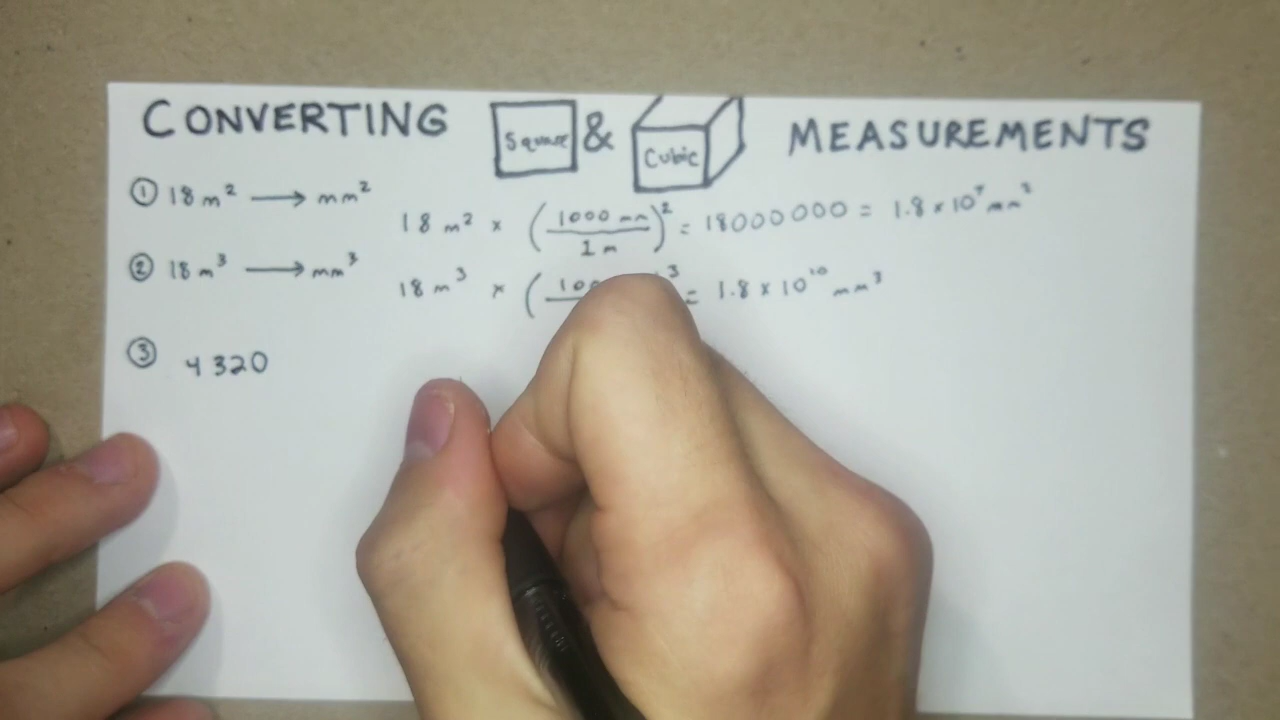 CONVERTING Square & Cubic MEASUREMENTS
① 18 m² → mm²
18 m² × (1000 mm / 1 m)² = 18000000 = 1.8 × 10⁷ mm²
② 18 m³ → mm³
18 m³ × ( ³ = 1.8 × 10¹⁰ mm³
③ 4320